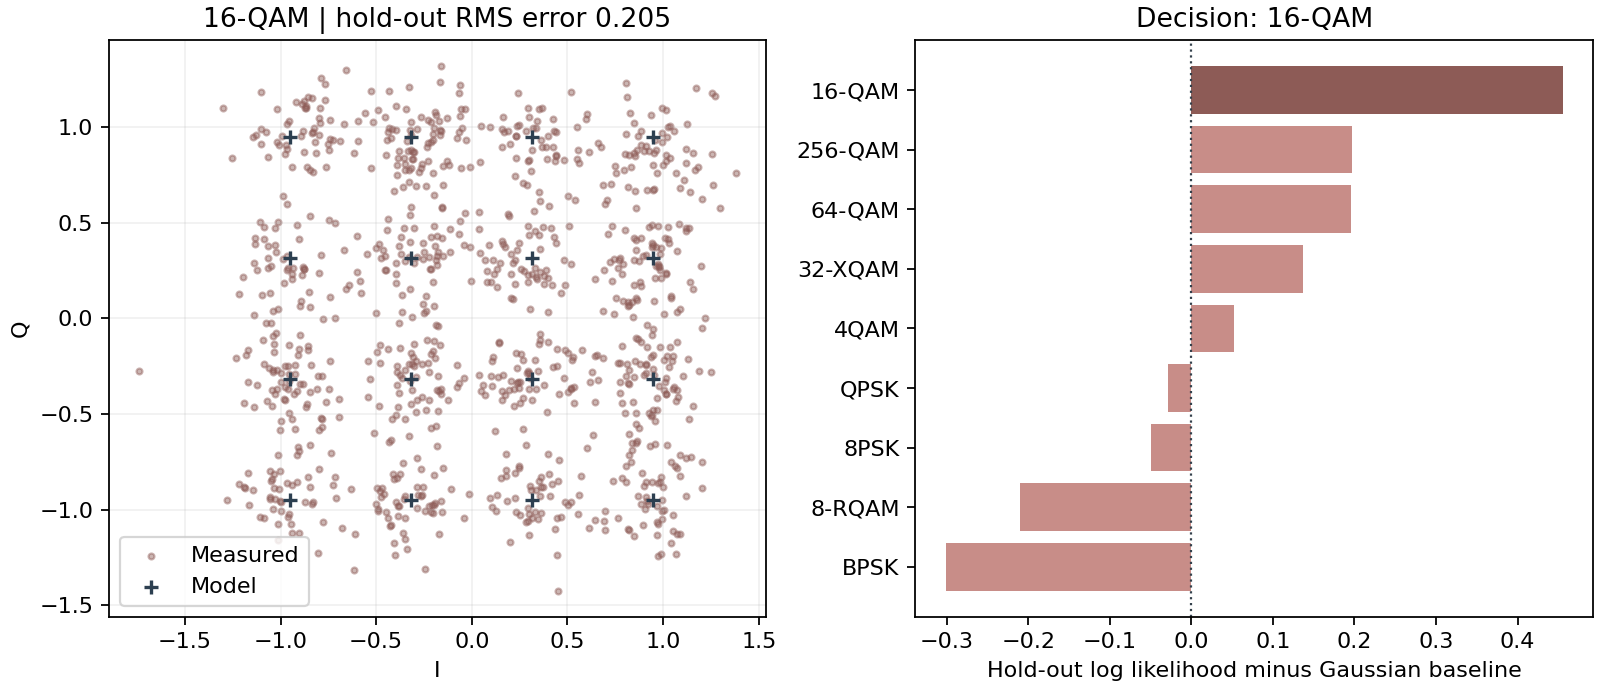 16-QAM | hold-out RMS error 0.205
Q
1.0
0.5
0.0
−0.5
−1.0
−1.5
Measured
Model
−1.5
−1.0
−0.5
0.0
0.5
1.0
1.5
I
Decision: 16-QAM
16-QAM
256-QAM
64-QAM
32-XQAM
4QAM
QPSK
8PSK
8-RQAM
BPSK
−0.3
−0.2
−0.1
0.0
0.1
0.2
0.3
0.4
Hold-out log likelihood minus Gaussian baseline